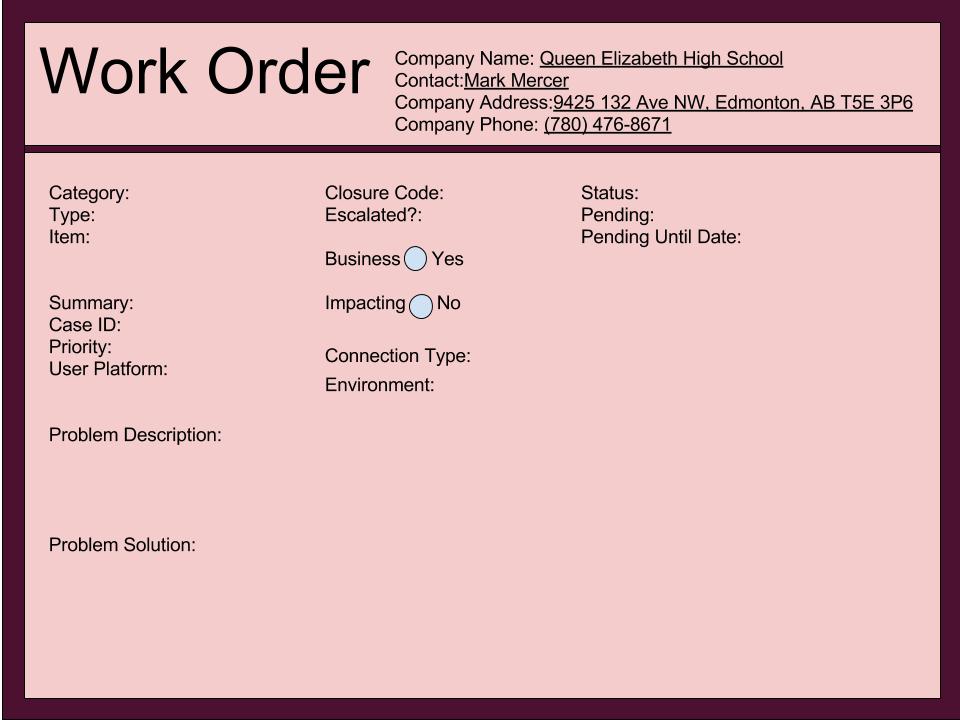 Work Order
Company Name: Queen Elizabeth High School
Contact:Mark Mercer
Company Address:9425 132 Ave NW, Edmonton, AB T5E 3P6
Company Phone: (780) 476-8671
Category:
Type:
Item:
Summary:
Case ID:
Priority:
User Platform:
Closure Code:
Escalated?:
Business Yes
Impacting No
Connection Type:
Environment:
Status:
Pending:
Pending Until Date:
Problem Description:
Problem Solution: